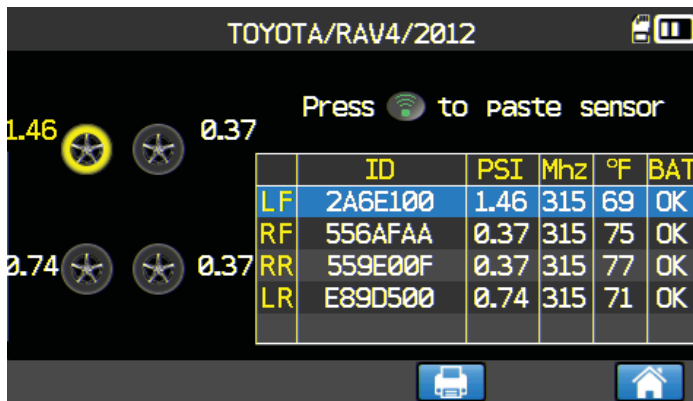 TOYOTA/RAV4/2012
Press to paste sensor
1.46 0.37
ID PSI Mhz °F BAT
LF 2A6E100 1.46 315 69 OK
RF 556AFAA 0.37 315 75 OK
0.74 0.37
RR 559E00F 0.37 315 77 OK
LR E89D500 0.74 315 71 OK